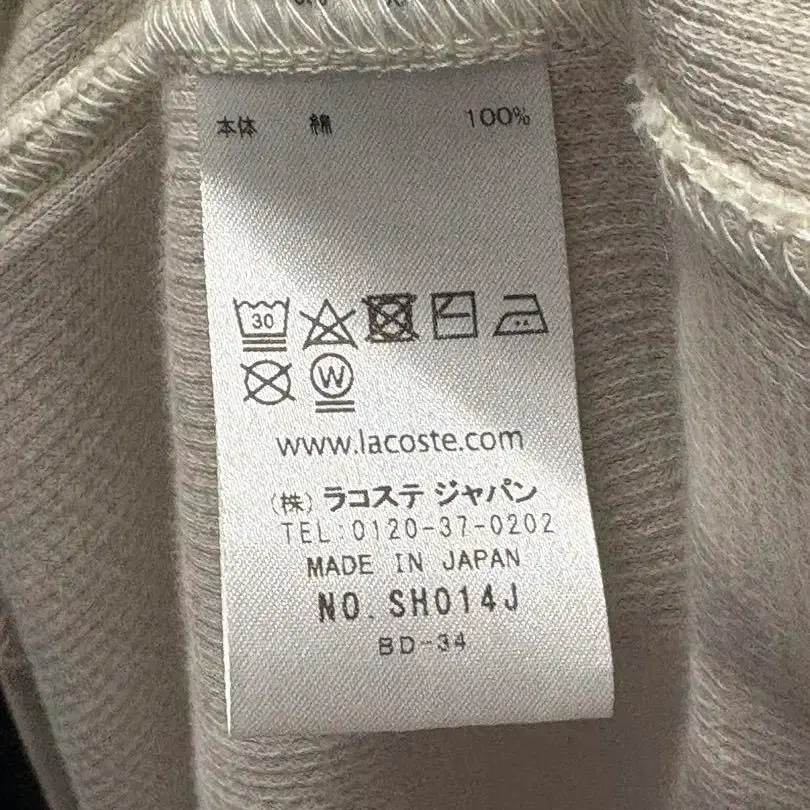 本体 綿 100%
30
W
www.lacoste.com
(株) ラコステ ジャパン
TEL:0120-37-0202
MADE IN JAPAN
NO. SH014J
BD-34